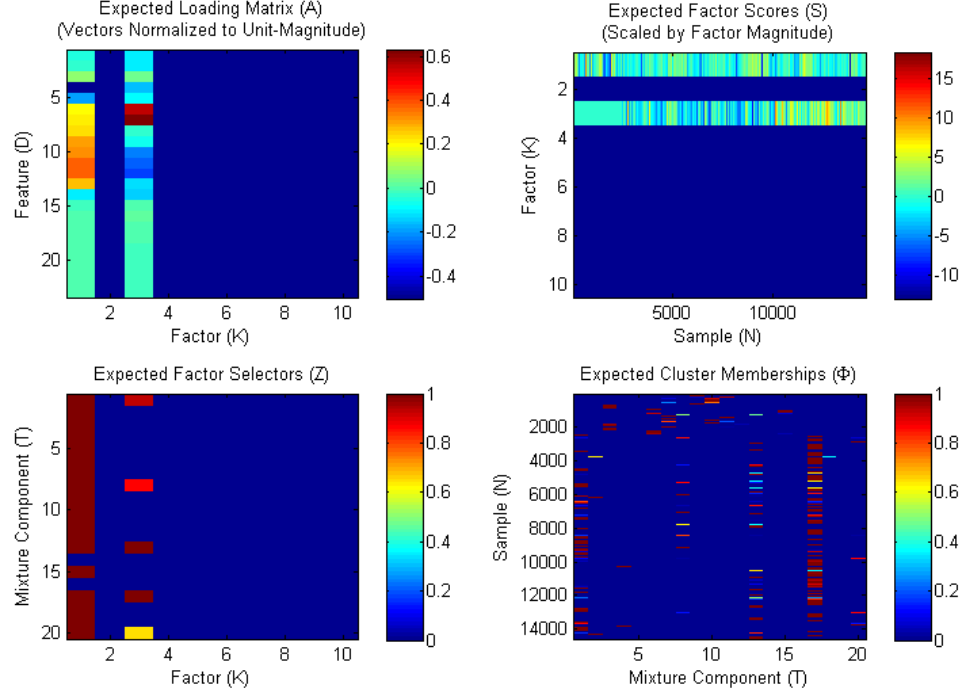 Expected Loading Matrix (A)
(Vectors Normalized to Unit-Magnitude)
5
10
15
20
Feature (D)
2 4 6 8 10
Factor (K)
0.6
0.4
0.2
0
-0.2
-0.4
Expected Factor Scores (S)
(Scaled by Factor Magnitude)
2
4
6
8
10
Factor (K)
5000 10000
Sample (N)
15
10
5
0
-5
-10
Expected Factor Selectors (Z)
5
10
15
20
Mixture Component (T)
2 4 6 8 10
Factor (K)
1
0.8
0.6
0.4
0.2
0
Expected Cluster Memberships (Φ)
2000
4000
6000
8000
10000
12000
14000
Sample (N)
5 10 15 20
Mixture Component (T)
1
0.8
0.6
0.4
0.2
0